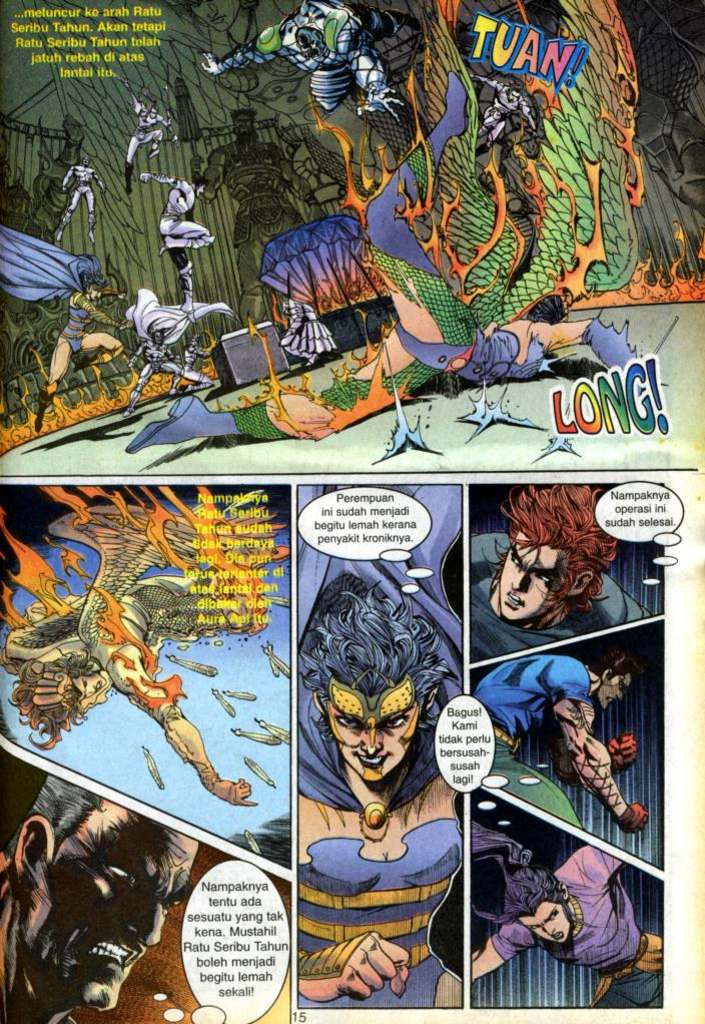 ...meluncur ke arah Ratu
Seribu Tahun. Akan tetapi
Ratu Seribu Tahun telah
jatuh rebah di atas
lantai itu.
TUAN!
LONG!
Nampaknya
Ratu Seribu
Tahun sudah
tidak berdaya
lagi. Dia pun
terus terlantar di
atas lantai dan
dibakar oleh
Aura Api itu.
Perempuan
ini sudah menjadi
begitu lemah kerana
penyakit kroniknya.
Nampaknya
operasi ini
sudah selesai.
Bagus!
Kami
tidak perlu
bersusah-
susah
lagi!
Nampaknya
tentu ada
sesuatu yang tak
kena. Mustahil
Ratu Seribu Tahun
boleh menjadi
begitu lemah
sekali!
15